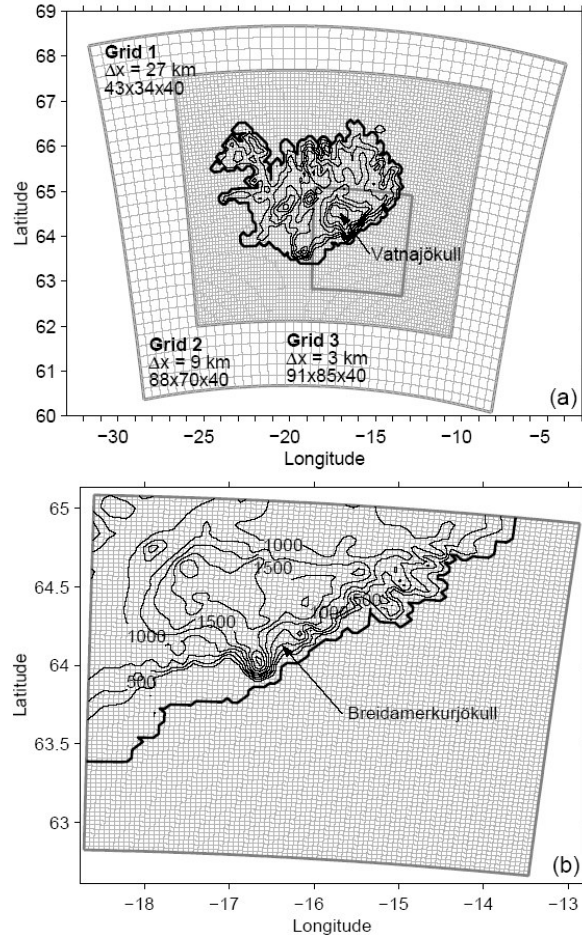 69
68
67
66
65
64
63
62
61
60
Latitude
Grid 1
Δx = 27 km
43x34x40
Vatnajökull
Grid 2
Δx = 9 km
88x70x40
Grid 3
Δx = 3 km
91x85x40
(a)
−30 −25 −20 −15 −10 −5
Longitude
65
64.5
64
63.5
63
Latitude
1000
1500
1500
1000
1000
500
Breidamerkurjökull
(b)
−18 −17 −16 −15 −14 −13
Longitude